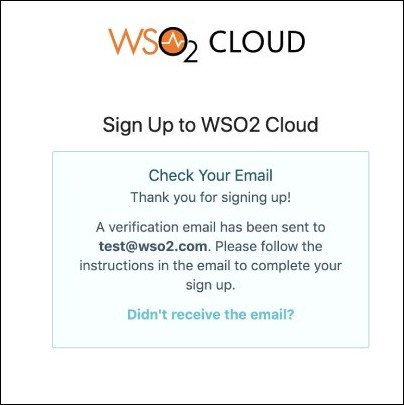 WSO2 CLOUD
Sign Up to WSO2 Cloud
Check Your Email
Thank you for signing up!
A verification email has been sent to
test@wso2.com. Please follow the
instructions in the email to complete your
sign up.
Didn't receive the email?